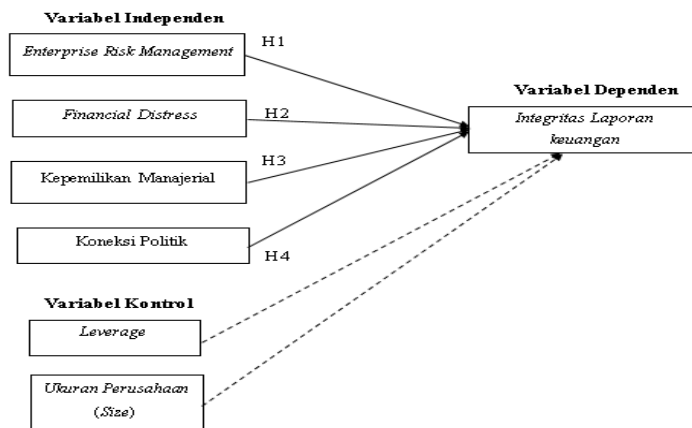 Variabel Independen
Enterprise Risk Management
H1
Financial Distress
H2
Kepemilikan Manajerial
H3
Koneksi Politik
H4
Variabel Dependen
Integritas Laporan
keuangan
Variabel Kontrol
Leverage
Ukuran Perusahaan
(Size)